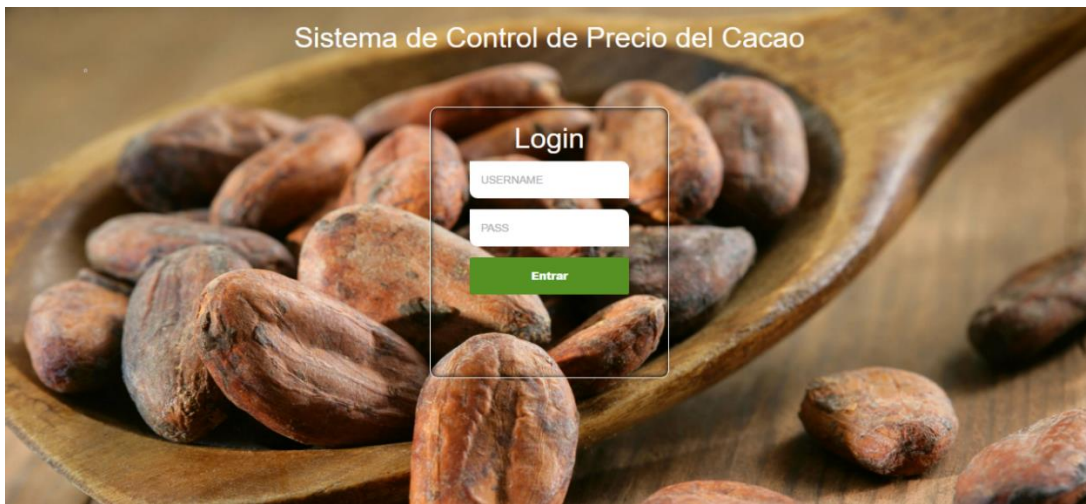 Sistema de Control de Precio del Cacao
Login
USERNAME
PASS
Entrar